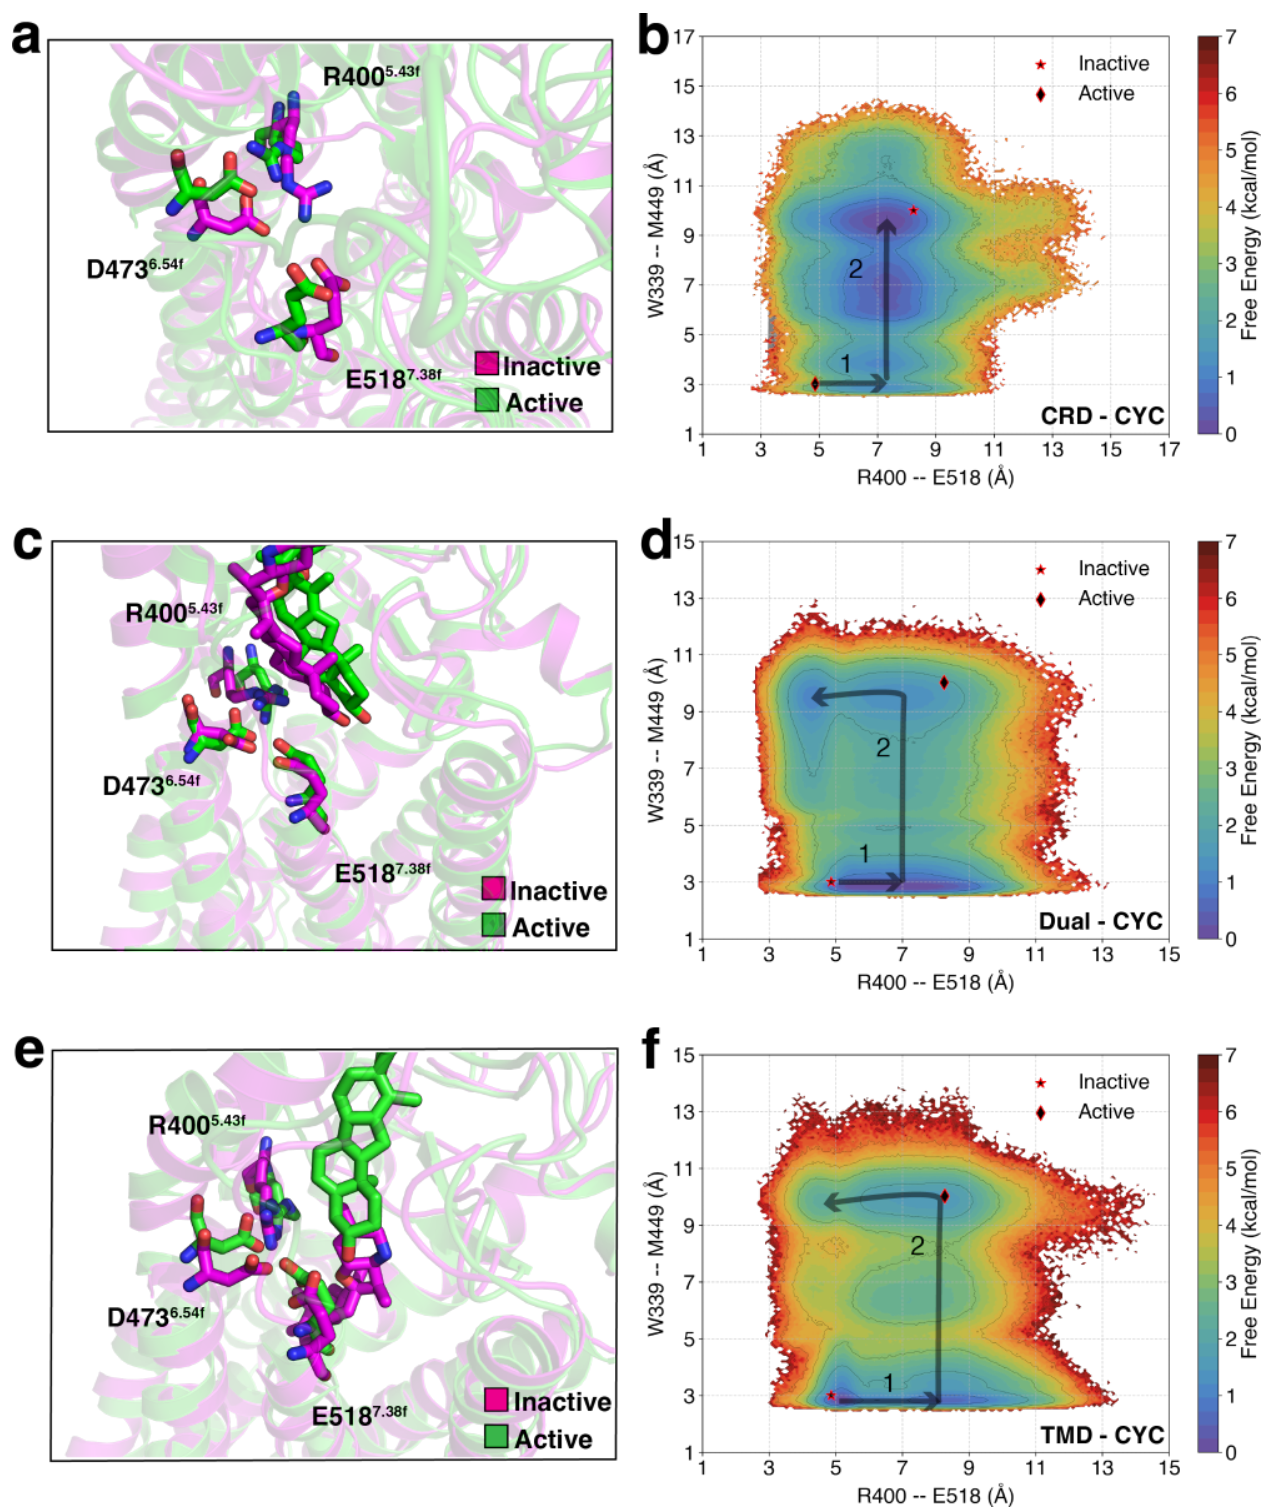 a
R400^5.43f
D473^6.54f
E518^7.38f
Inactive
Active
b
17
15
13
11
9
7
5
3
1
W339 -- M449 (Å)
Inactive
Active
2
1
CRD - CYC
1 3 5 7 9 11 13 15 17
R400 -- E518 (Å)
7
6
5
4
3
2
1
0
Free Energy (kcal/mol)
c
R400^5.43f
D473^6.54f
E518^7.38f
Inactive
Active
d
15
13
11
9
7
5
3
1
W339 -- M449 (Å)
Inactive
Active
2
1
Dual - CYC
1 3 5 7 9 11 13 15
R400 -- E518 (Å)
7
6
5
4
3
2
1
0
Free Energy (kcal/mol)
e
R400^5.43f
D473^6.54f
E518^7.38f
Inactive
Active
f
15
13
11
9
7
5
3
1
W339 -- M449 (Å)
Inactive
Active
2
1
TMD - CYC
1 3 5 7 9 11 13 15
R400 -- E518 (Å)
7
6
5
4
3
2
1
0
Free Energy (kcal/mol)